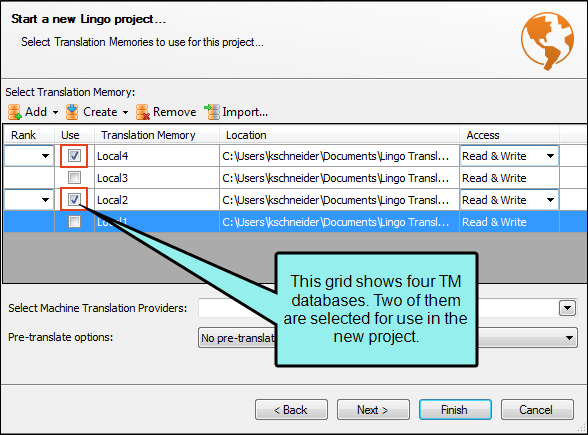 Start a new Lingo project...
Select Translation Memories to use for this project...
Select Translation Memory:
Add Create Remove Import...
Rank Use Translation Memory Location Access
Local4 C:\Users\kschneider\Documents\Lingo Transl... Read & Write
Local3 C:\Users\kschneider\Documents\Lingo Transl... Read & Write
Local2 C:\Users\kschneider\Documents\Lingo Transl... Read & Write
Local1 C:\Users\kschneider\Documents\Lingo Transl... Read & Write
This grid shows four TM
databases. Two of them
are selected for use in the
new project.
Select Machine Translation Providers:
Pre-translate options: No pre-transla
< Back Next > Finish Cancel